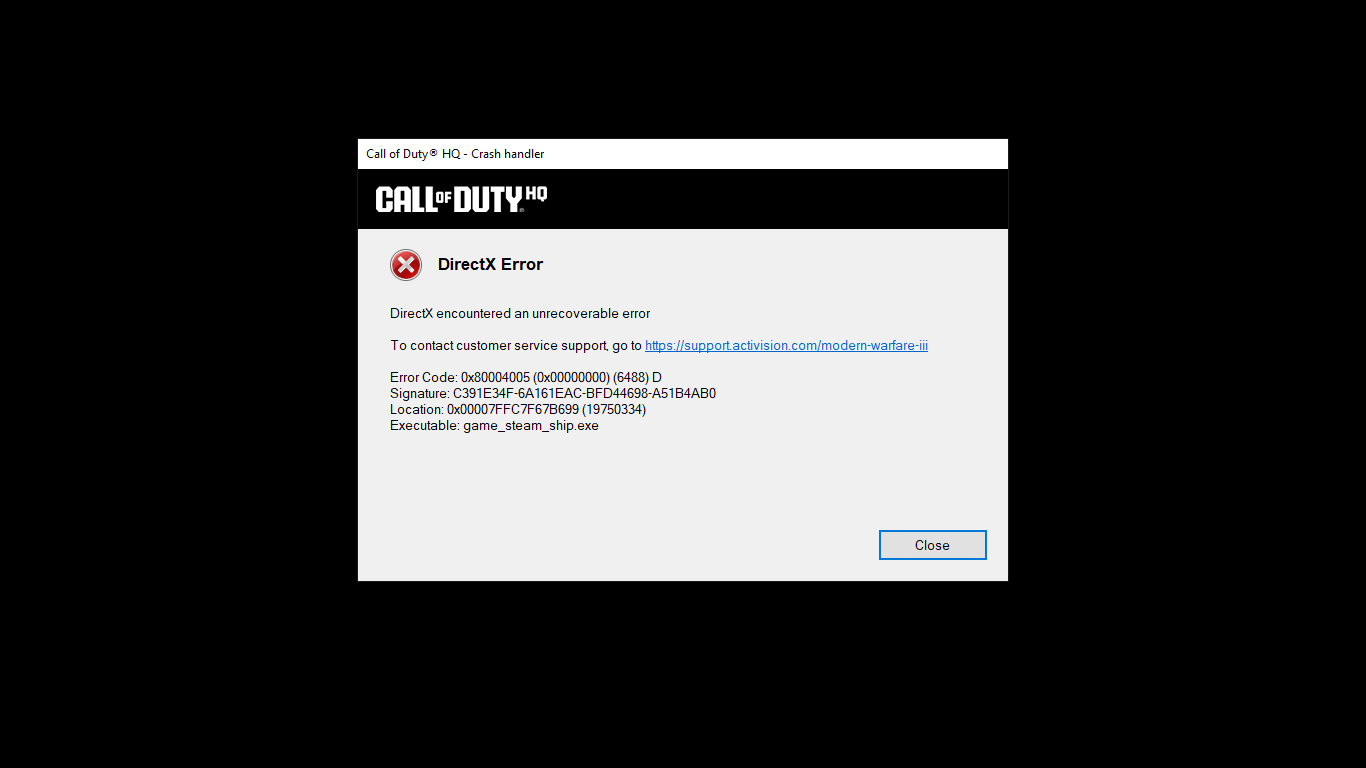 Call of Duty® HQ - Crash handler
CALL OF DUTY® HQ
DirectX Error
DirectX encountered an unrecoverable error
To contact customer service support, go to https://support.activision.com/modern-warfare-iii
Error Code: 0x80004005 (0x00000000) (6488) D
Signature: C391E34F-6A161EAC-BFD44698-A51B4AB0
Location: 0x00007FFC7F67B699 (19750334)
Executable: game_steam_ship.exe
Close